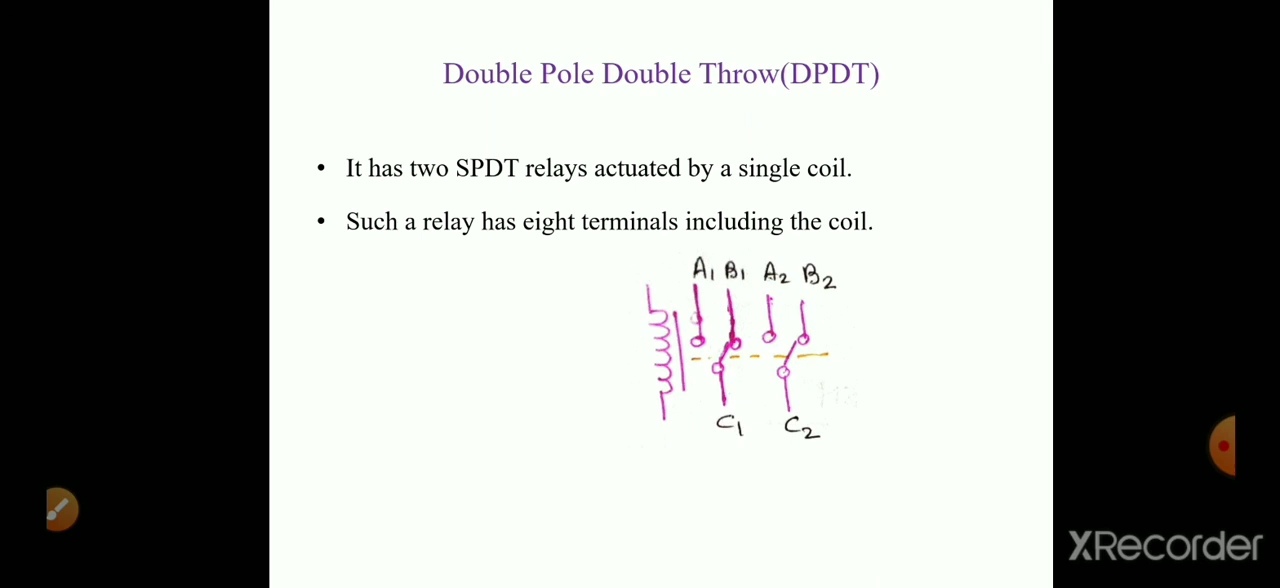 Double Pole Double Throw(DPDT)
• It has two SPDT relays actuated by a single coil.
• Such a relay has eight terminals including the coil.
A1 B1 A2 B2
C1 C2
XRecorder